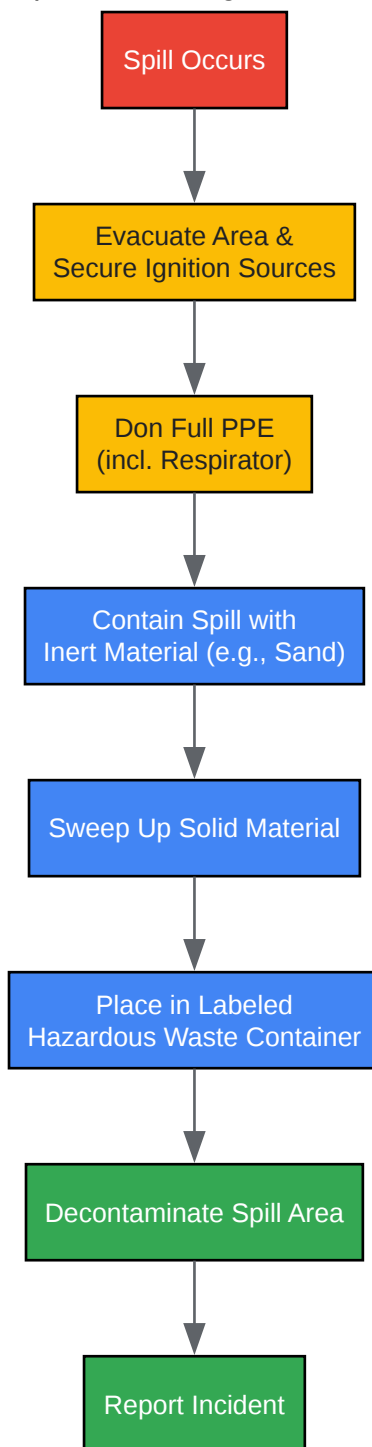 Spill Occurs
Evacuate Area &
Secure Ignition Sources
Don Full PPE
(incl. Respirator)
Contain Spill with
Inert Material (e.g., Sand)
Sweep Up Solid Material
Place in Labeled
Hazardous Waste Container
Decontaminate Spill Area
Report Incident